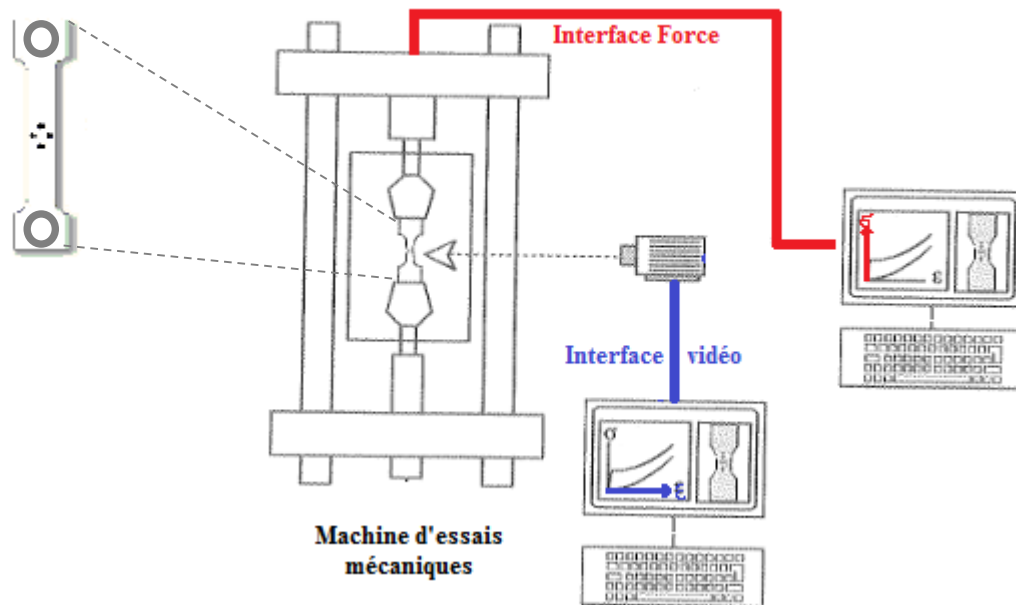 Interface Force
Interface vidéo
σ
ε
ε
Machine d'essais
mécaniques